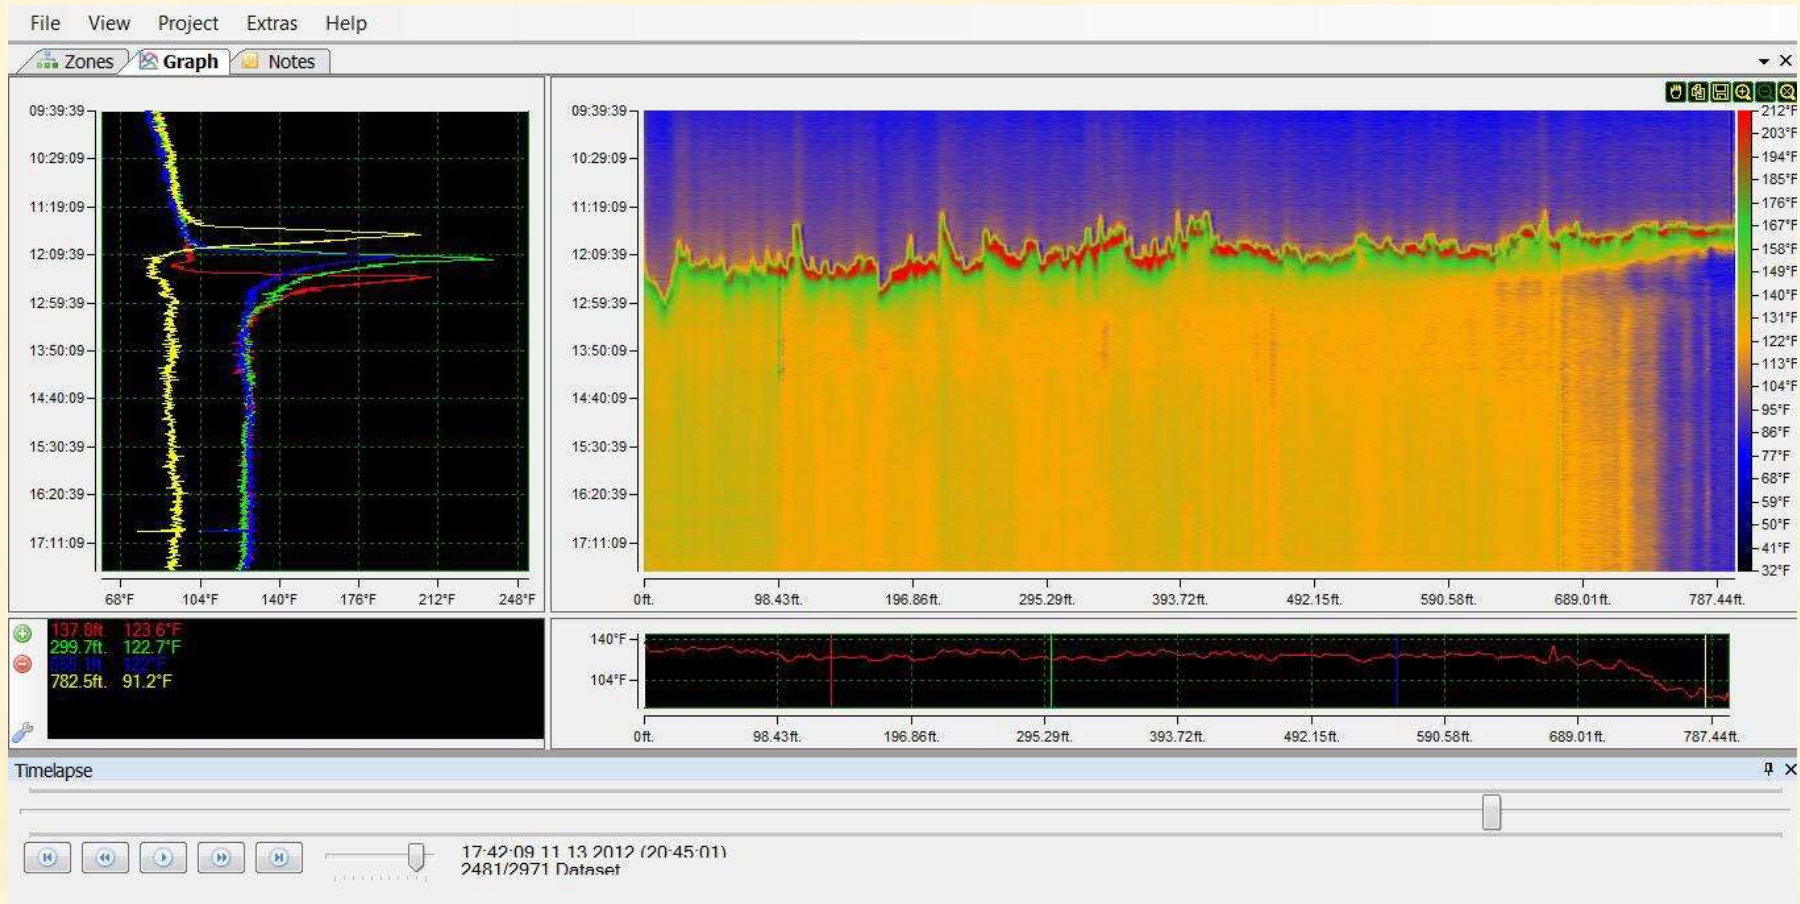 File View Project Extras Help
Zones Graph Notes
09:39:39
10:29:09
11:19:09
12:09:39
12:59:39
13:50:09
14:40:09
15:30:39
16:20:39
17:11:09
68°F 104°F 140°F 176°F 212°F 248°F
09:39:39
10:29:09
11:19:09
12:09:39
12:59:39
13:50:09
14:40:09
15:30:39
16:20:39
17:11:09
0ft. 98.43ft. 196.86ft. 295.29ft. 393.72ft. 492.15ft. 590.58ft. 689.01ft. 787.44ft.
212°F
203°F
194°F
185°F
176°F
167°F
158°F
149°F
140°F
131°F
122°F
113°F
104°F
95°F
86°F
77°F
68°F
59°F
50°F
41°F
32°F
137.8ft. 123.6°F
299.7ft. 122.7°F
122°F
782.5ft. 91.2°F
140°F
104°F
0ft. 98.43ft. 196.86ft. 295.29ft. 393.72ft. 492.15ft. 590.58ft. 689.01ft. 787.44ft.
Timelapse
17:42:09 11 13 2012 (20:45:01)
2481/2971 Dataset